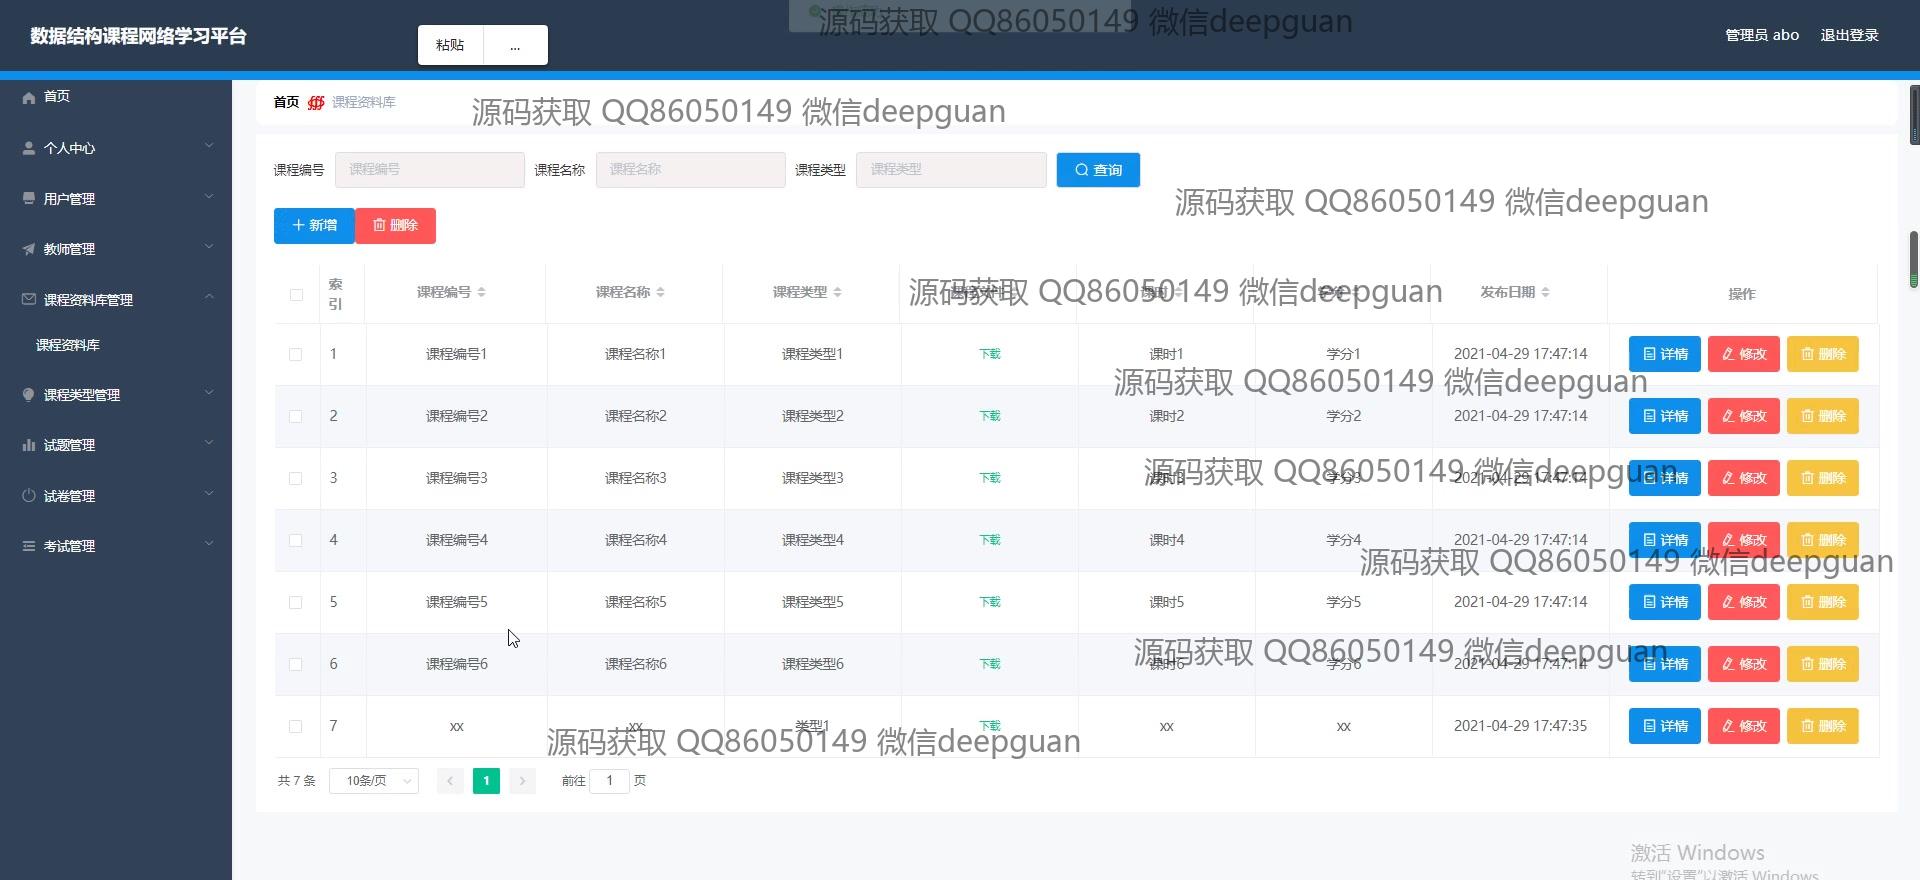 数据结构课程网络学习平台
粘贴 ...
源码获取 QQ86050149 微信deepguan
管理员 abo 退出登录
首页
个人中心
用户管理
教师管理
课程资料库管理
课程资料库
课程类型管理
试题管理
试卷管理
考试管理
首页 课程资料库
源码获取 QQ86050149 微信deepguan
课程编号 课程编号 课程名称 课程名称 课程类型 课程类型 查询
源码获取 QQ86050149 微信deepguan
新增 删除
索引 课程编号 课程名称 课程类型 发布日期 操作
源码获取 QQ86050149 微信deepguan
1 课程编号1 课程名称1 课程类型1 下载 课时1 学分1 2021-04-29 17:47:14 详情 修改 删除
源码获取 QQ86050149 微信deepguan
2 课程编号2 课程名称2 课程类型2 下载 课时2 学分2 2021-04-29 17:47:14 详情 修改 删除
源码获取 QQ86050149 微信deepguan
3 课程编号3 课程名称3 课程类型3 下载 课时3 学分3 2021-04-29 17:47:14 详情 修改 删除
4 课程编号4 课程名称4 课程类型4 下载 课时4 学分4 2021-04-29 17:47:14 详情 修改 删除
源码获取 QQ86050149 微信deepguan
5 课程编号5 课程名称5 课程类型5 下载 课时5 学分5 2021-04-29 17:47:14 详情 修改 删除
源码获取 QQ86050149 微信deepguan
6 课程编号6 课程名称6 课程类型6 下载 课时6 学分6 2021-04-29 17:47:14 详情 修改 删除
7 xx xx 类型1 下载 xx xx 2021-04-29 17:47:35 详情 修改 删除
源码获取 QQ86050149 微信deepguan
共 7 条 10条/页 1 前往 1 页
激活 Windows
转到"设置"以激活 Windows